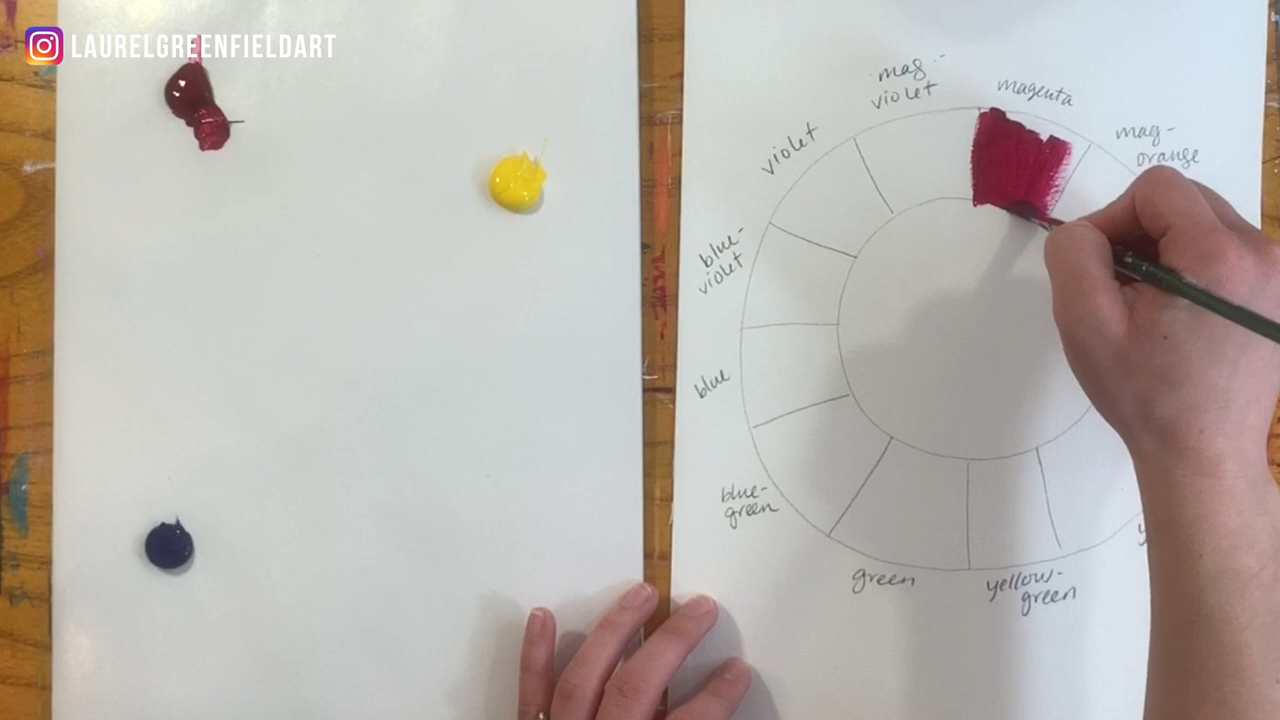 LAURELGREENFIELDART
mag -
violet
magenta
mag-
orange
violet
blue-
violet
blue
blue-
green
green
yellow-
green
y